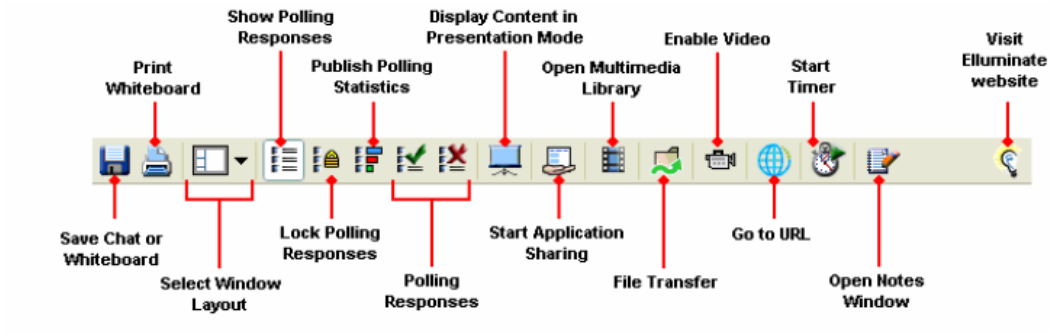 Show Polling
Responses
Display Content in
Presentation Mode
Enable Video
Visit
Elluminate
website
Print
Whiteboard
Publish Polling
Statistics
Open Multimedia
Library
Start
Timer
Save Chat or
Whiteboard
Lock Polling
Responses
Start Application
Sharing
Go to URL
Select Window
Layout
Polling
Responses
File Transfer
Open Notes
Window